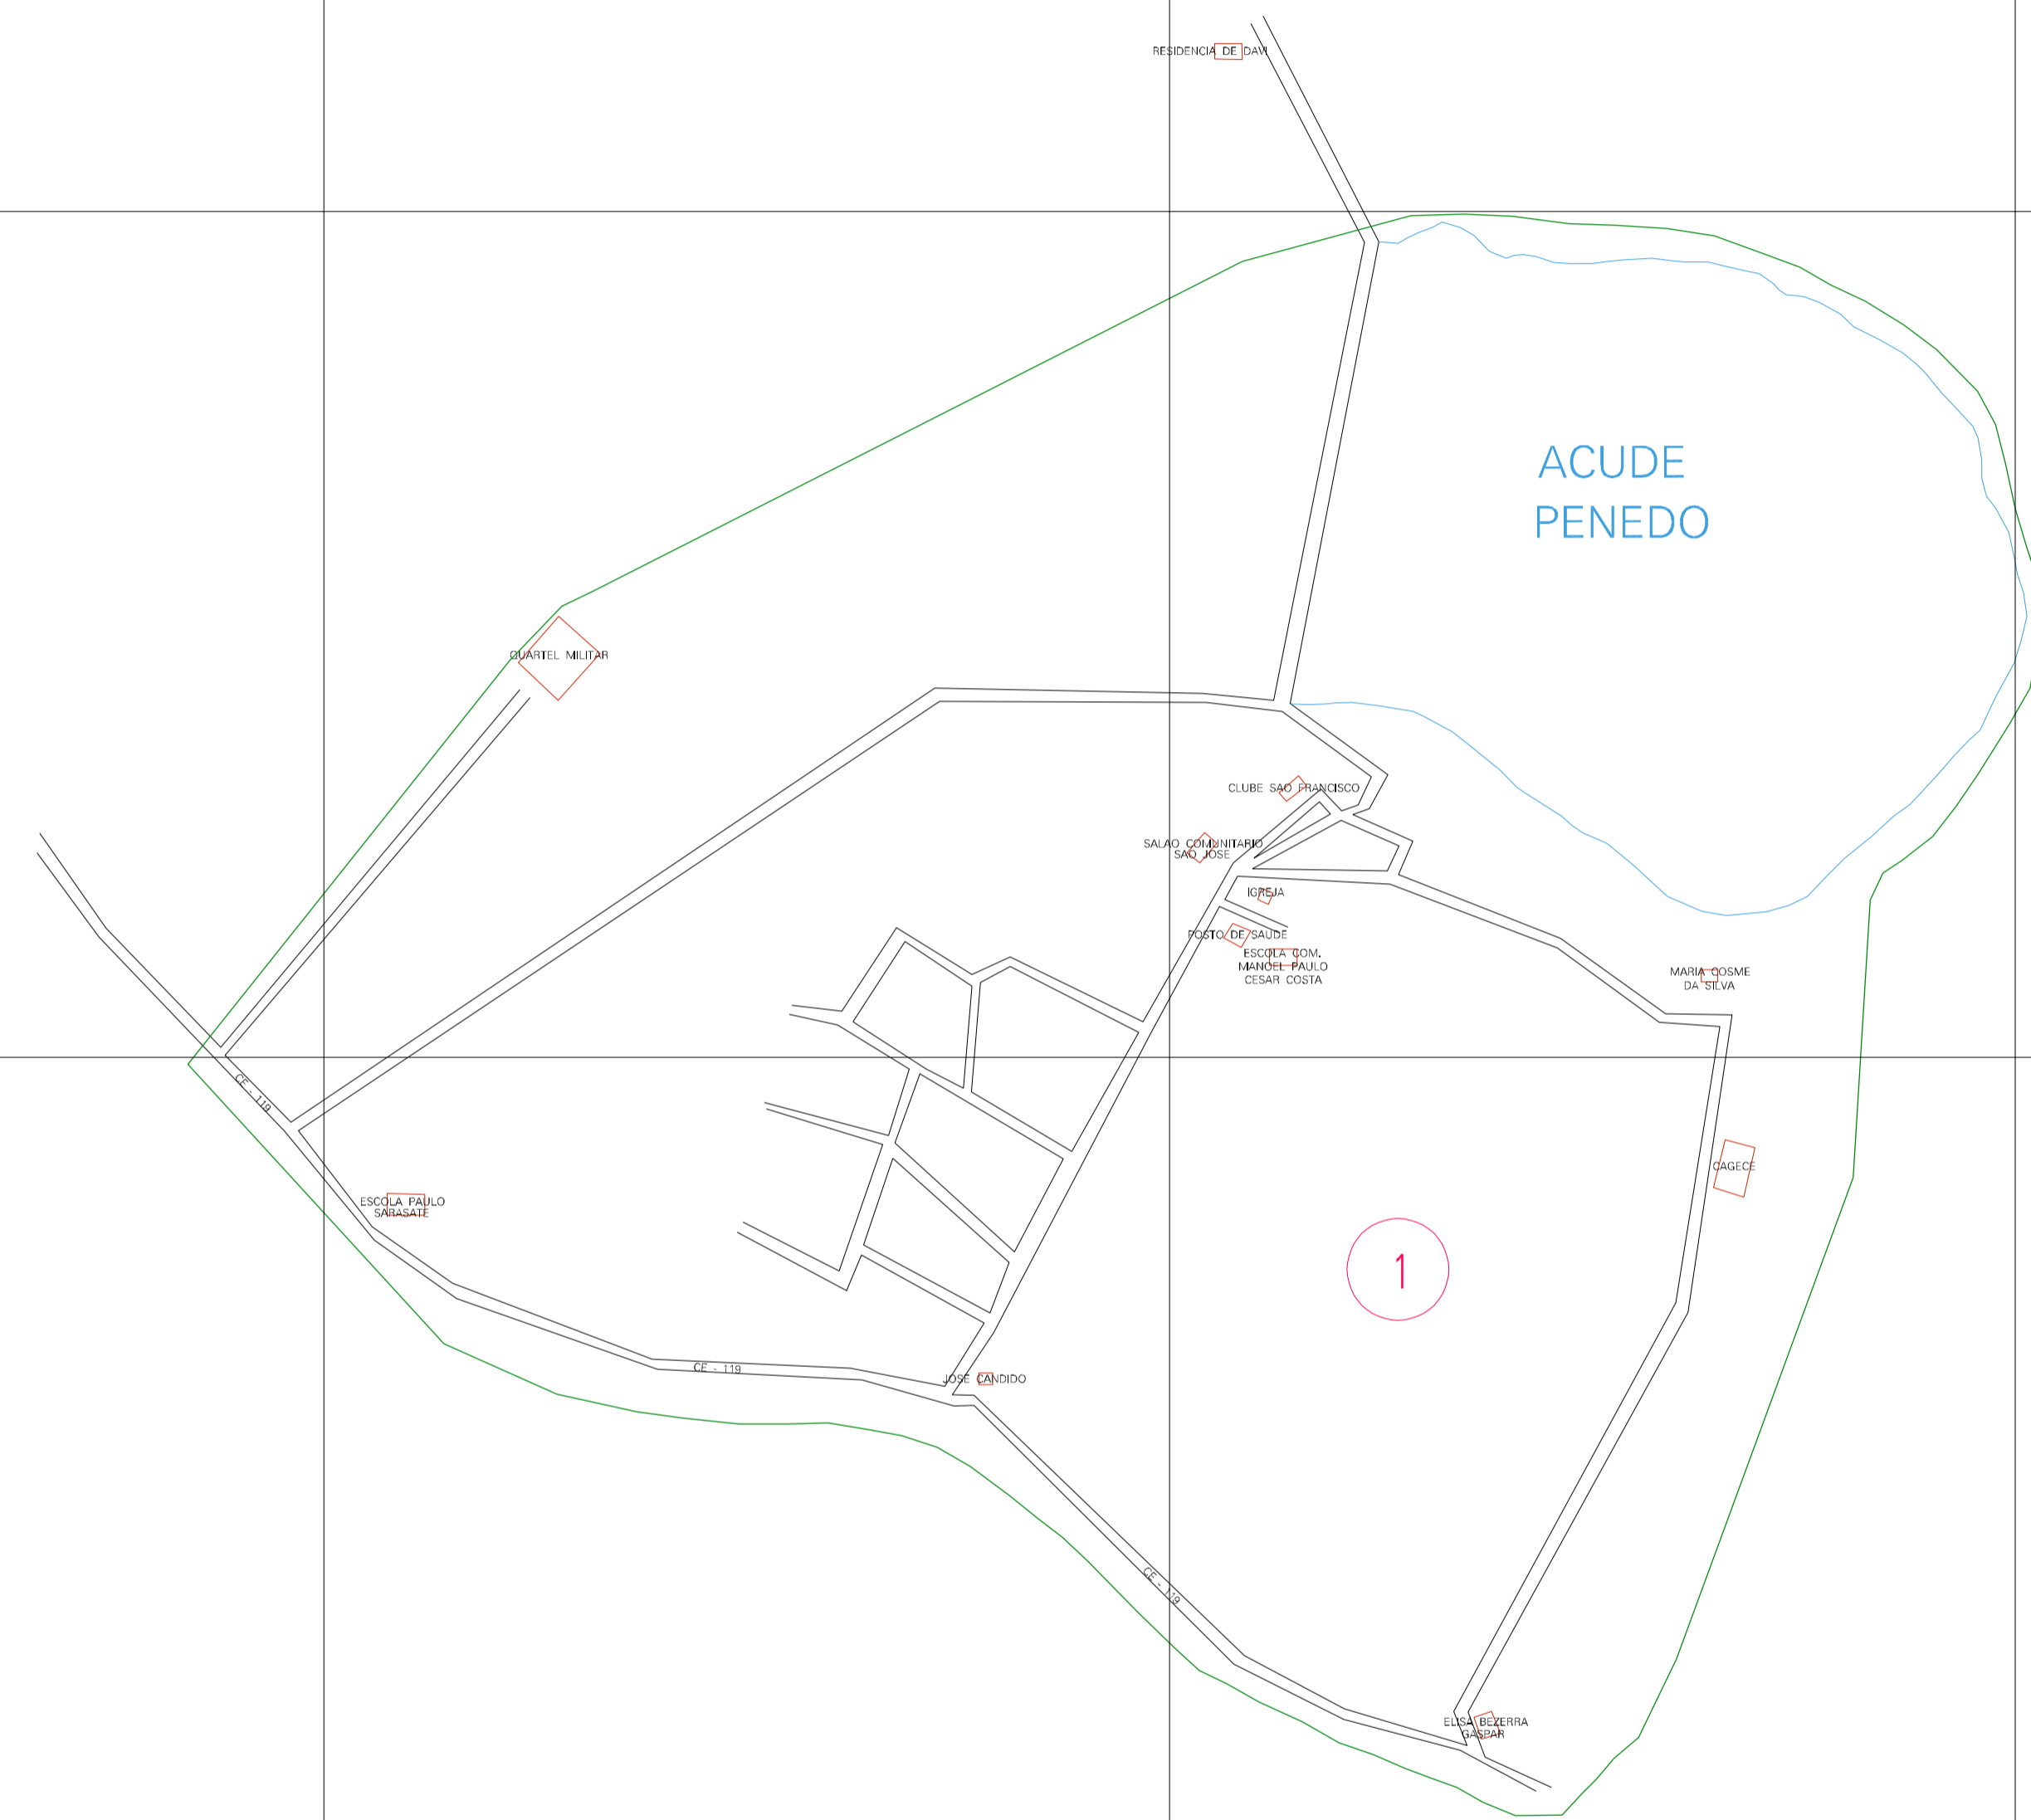 RESIDENCIA DE DAVI
ACUDE
PENEDO
QUARTEL MILITAR
CLUBE SAO FRANCISCO
SALAO COMUNITARIO
SAO JOSE
IGREJA
POSTO DE SAUDE
ESCOLA COM.
MANOEL PAULO
CESAR COSTA
MARIA COSME
DA SILVA
CE - 119
CAGECE
ESCOLA PAULO
SARASATE
1
CE - 119
JOSE CANDIDO
CE - 119
ELISA BEZERRA
GASPAR